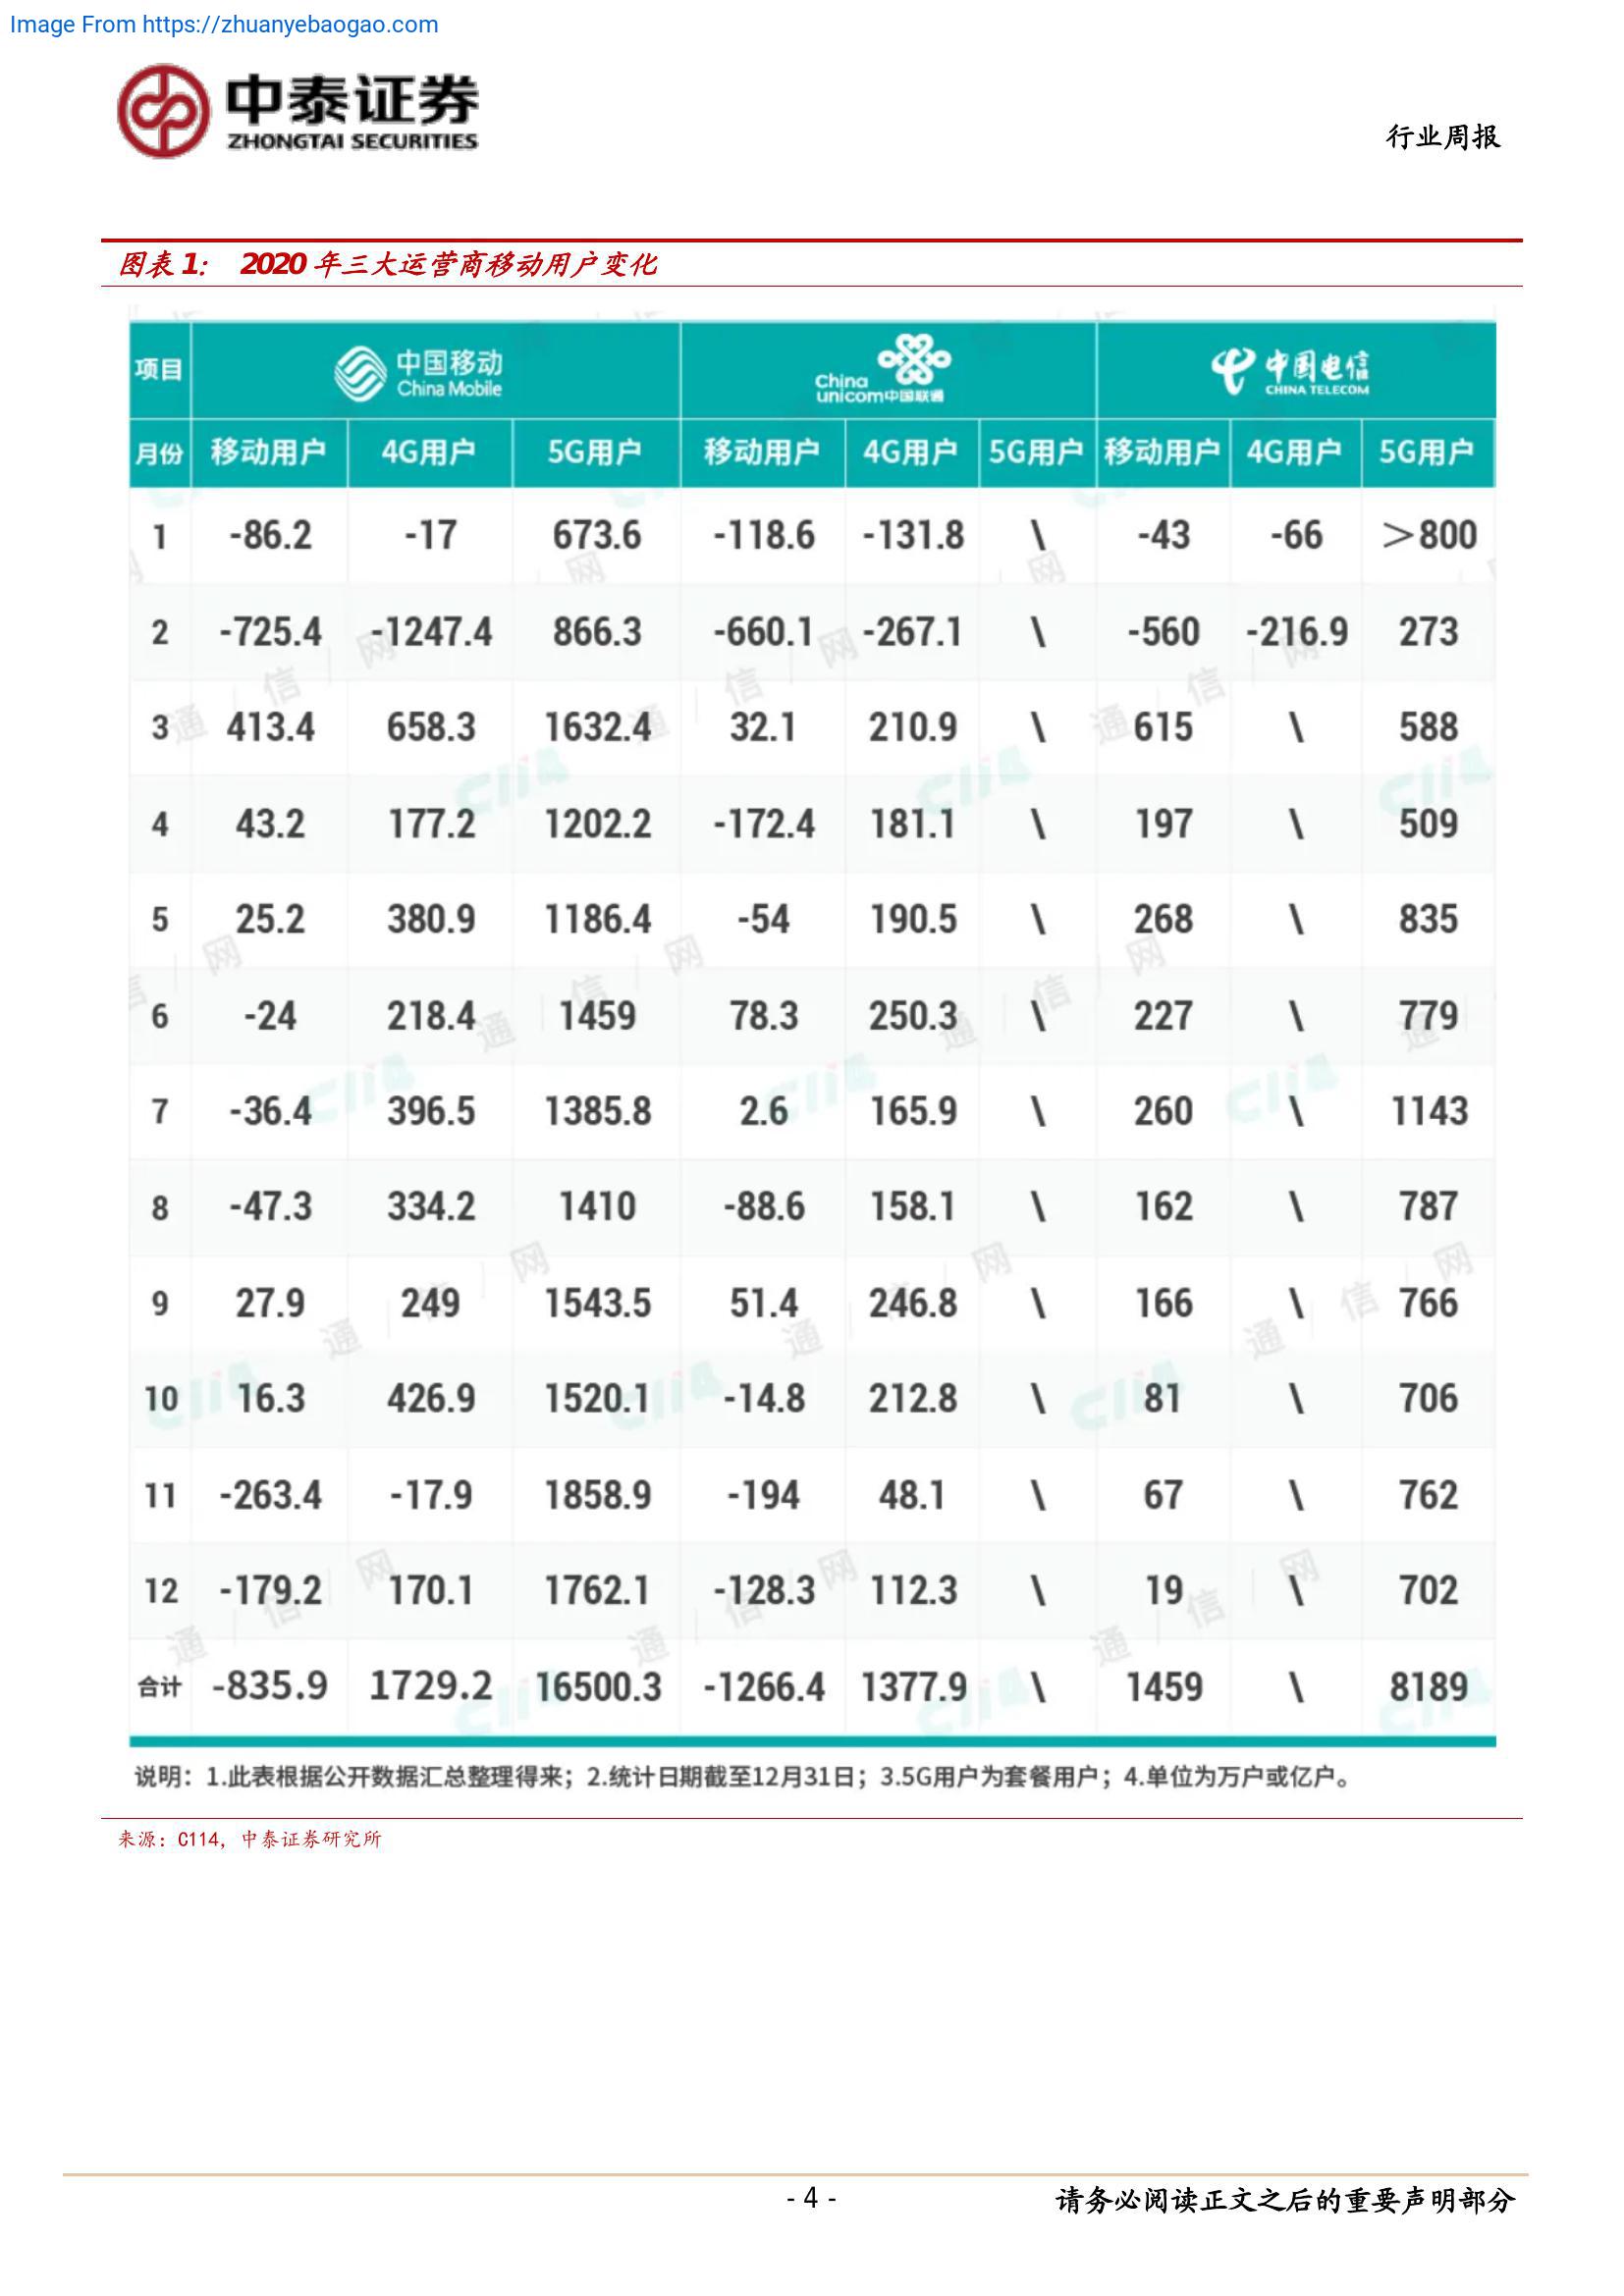 Image From https://zhuanyebaogao.com
中泰证券
ZHONGTAI SECURITIES
行业周报
图表 1： 2020 年三大运营商移动用户变化
项目 中国移动 China Mobile China unicom中国联通 中国电信 CHINA TELECOM
月份 移动用户 4G用户 5G用户 移动用户 4G用户 5G用户 移动用户 4G用户 5G用户
1 -86.2 -17 673.6 -118.6 -131.8 \ -43 -66 ＞800
2 -725.4 -1247.4 866.3 -660.1 -267.1 \ -560 -216.9 273
3 413.4 658.3 1632.4 32.1 210.9 \ 615 \ 588
4 43.2 177.2 1202.2 -172.4 181.1 \ 197 \ 509
5 25.2 380.9 1186.4 -54 190.5 \ 268 \ 835
6 -24 218.4 1459 78.3 250.3 \ 227 \ 779
7 -36.4 396.5 1385.8 2.6 165.9 \ 260 \ 1143
8 -47.3 334.2 1410 -88.6 158.1 \ 162 \ 787
9 27.9 249 1543.5 51.4 246.8 \ 166 \ 766
10 16.3 426.9 1520.1 -14.8 212.8 \ 81 \ 706
11 -263.4 -17.9 1858.9 -194 48.1 \ 67 \ 762
12 -179.2 170.1 1762.1 -128.3 112.3 \ 19 \ 702
合计 -835.9 1729.2 16500.3 -1266.4 1377.9 \ 1459 \ 8189
说明：1.此表根据公开数据汇总整理得来；2.统计日期截至12月31日；3.5G用户为套餐用户；4.单位为万户或亿户。
来源：C114，中泰证券研究所
- 4 -
请务必阅读正文之后的重要声明部分